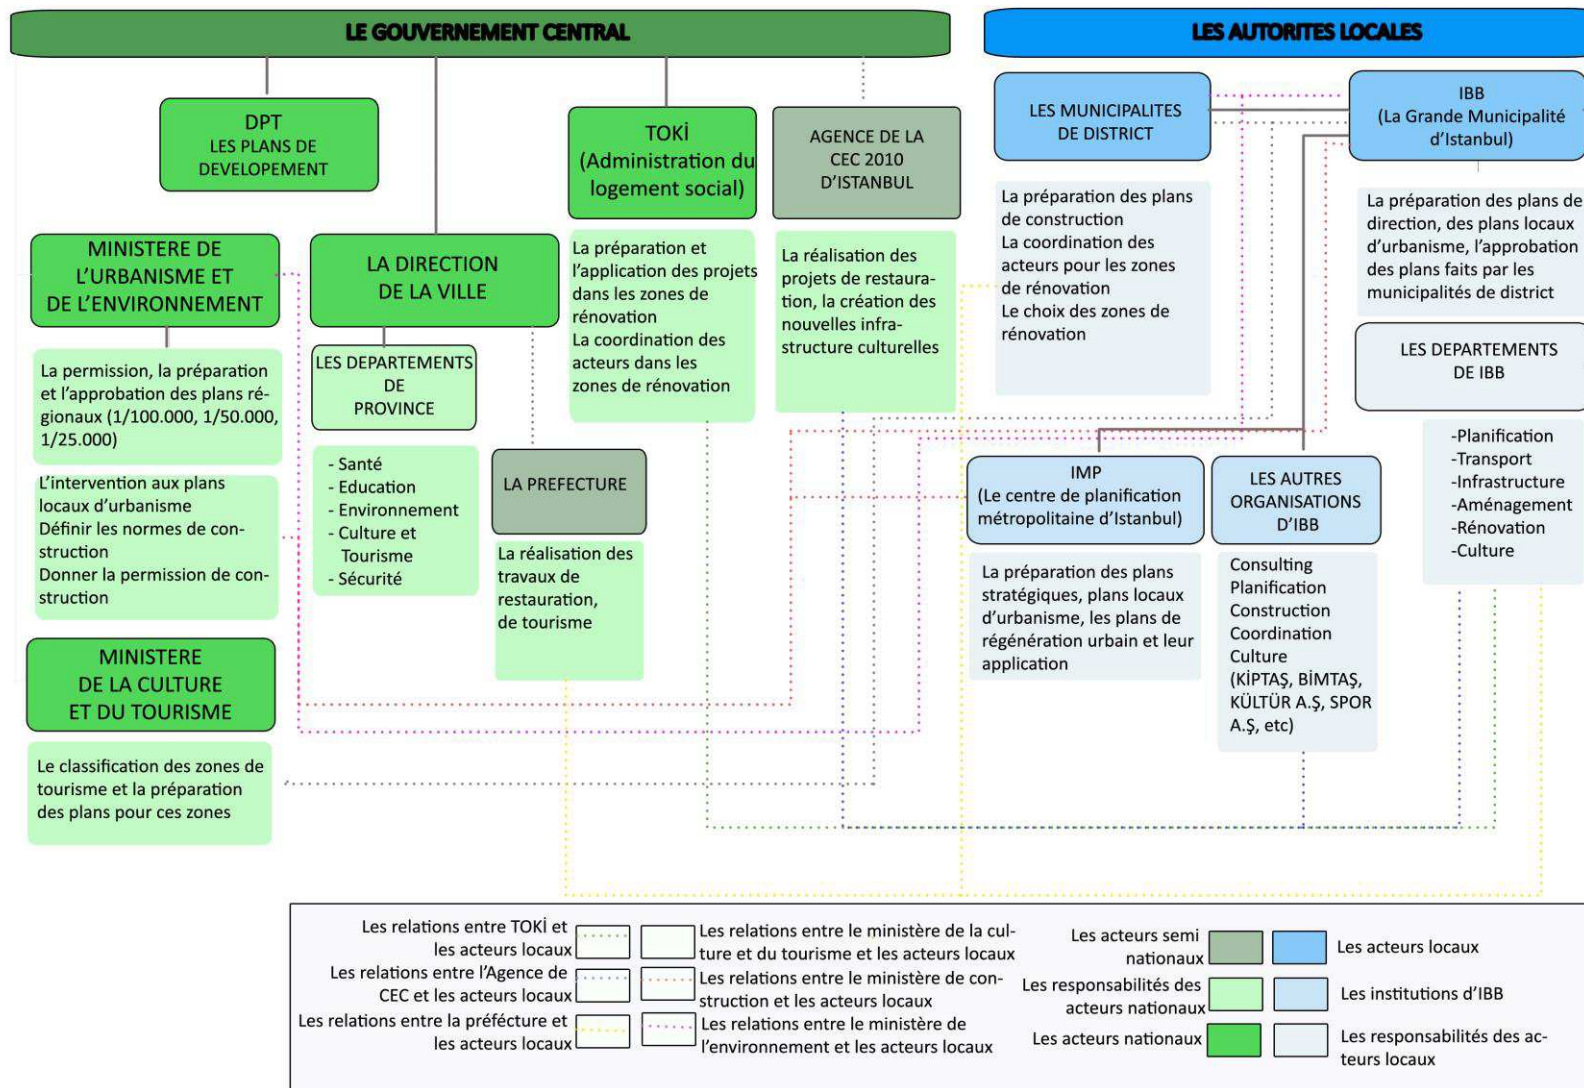 LE GOUVERNEMENT CENTRAL
DPT
LES PLANS DE
DEVELOPEMENT
TOKİ
(Administration du
logement social)
AGENCE DE LA
CEC 2010
D'ISTANBUL
MINISTERE DE
L'URBANISME ET
DE L'ENVIRONNEMENT
LA DIRECTION
DE LA VILLE
La préparation et
l'application des projets
dans les zones de
rénovation
La coordination des
acteurs dans les
zones de rénovation
La réalisation des
projets de restaura-
tion, la création des
nouvelles infra-
structure culturelles
La permission, la préparation
et l'approbation des plans ré-
gionaux (1/100.000, 1/50.000,
1/25.000)
L'intervention aux plans
locaux d'urbanisme
Définir les normes de con-
struction
Donner la permission de con-
struction
LES DEPARTEMENTS
DE
PROVINCE
- Santé
- Education
- Environnement
- Culture et
Tourisme
- Sécurité
LA PREFECTURE
La réalisation des
travaux de
restauration,
de tourisme
MINISTERE
DE LA CULTURE
ET DU TOURISME
Le classification des zones de
tourisme et la préparation
des plans pour ces zones
LES AUTORITES LOCALES
LES MUNICIPALITES
DE DISTRICT
IBB
(La Grande Municipalité
d'Istanbul)
La préparation des plans
de construction
La coordination des
acteurs pour les zones
de rénovation
Le choix des zones de
rénovation
La préparation des plans de
direction, des plans locaux
d'urbanisme, l'approbation
des plans faits par les
municipalités de district
LES DEPARTEMENTS
DE IBB
-Planification
-Transport
-Infrastructure
-Aménagement
-Rénovation
-Culture
IMP
(Le centre de planification
métropolitaine d'Istanbul)
LES AUTRES
ORGANISATIONS
D'IBB
La préparation des plans
stratégiques, plans locaux
d'urbanisme, les plans de
régénération urbain et leur
application
Consulting
Planification
Construction
Coordination
Culture
(KİPTAŞ, BİMTAŞ,
KÜLTÜR A.Ş, SPOR
A.Ş, etc)
Les relations entre TOKİ et
les acteurs locaux
Les relations entre l'Agence de
CEC et les acteurs locaux
Les relations entre la préfécture et
les acteurs locaux
Les relations entre le ministère de la cul-
ture et du tourisme et les acteurs locaux
Les relations entre le ministère de con-
struction et les acteurs locaux
Les relations entre le ministère de
l'environnement et les acteurs locaux
Les acteurs semi
nationaux
Les responsabilités des
acteurs nationaux
Les acteurs nationaux
Les acteurs locaux
Les institutions d'IBB
Les responsabilités des ac-
teurs locaux